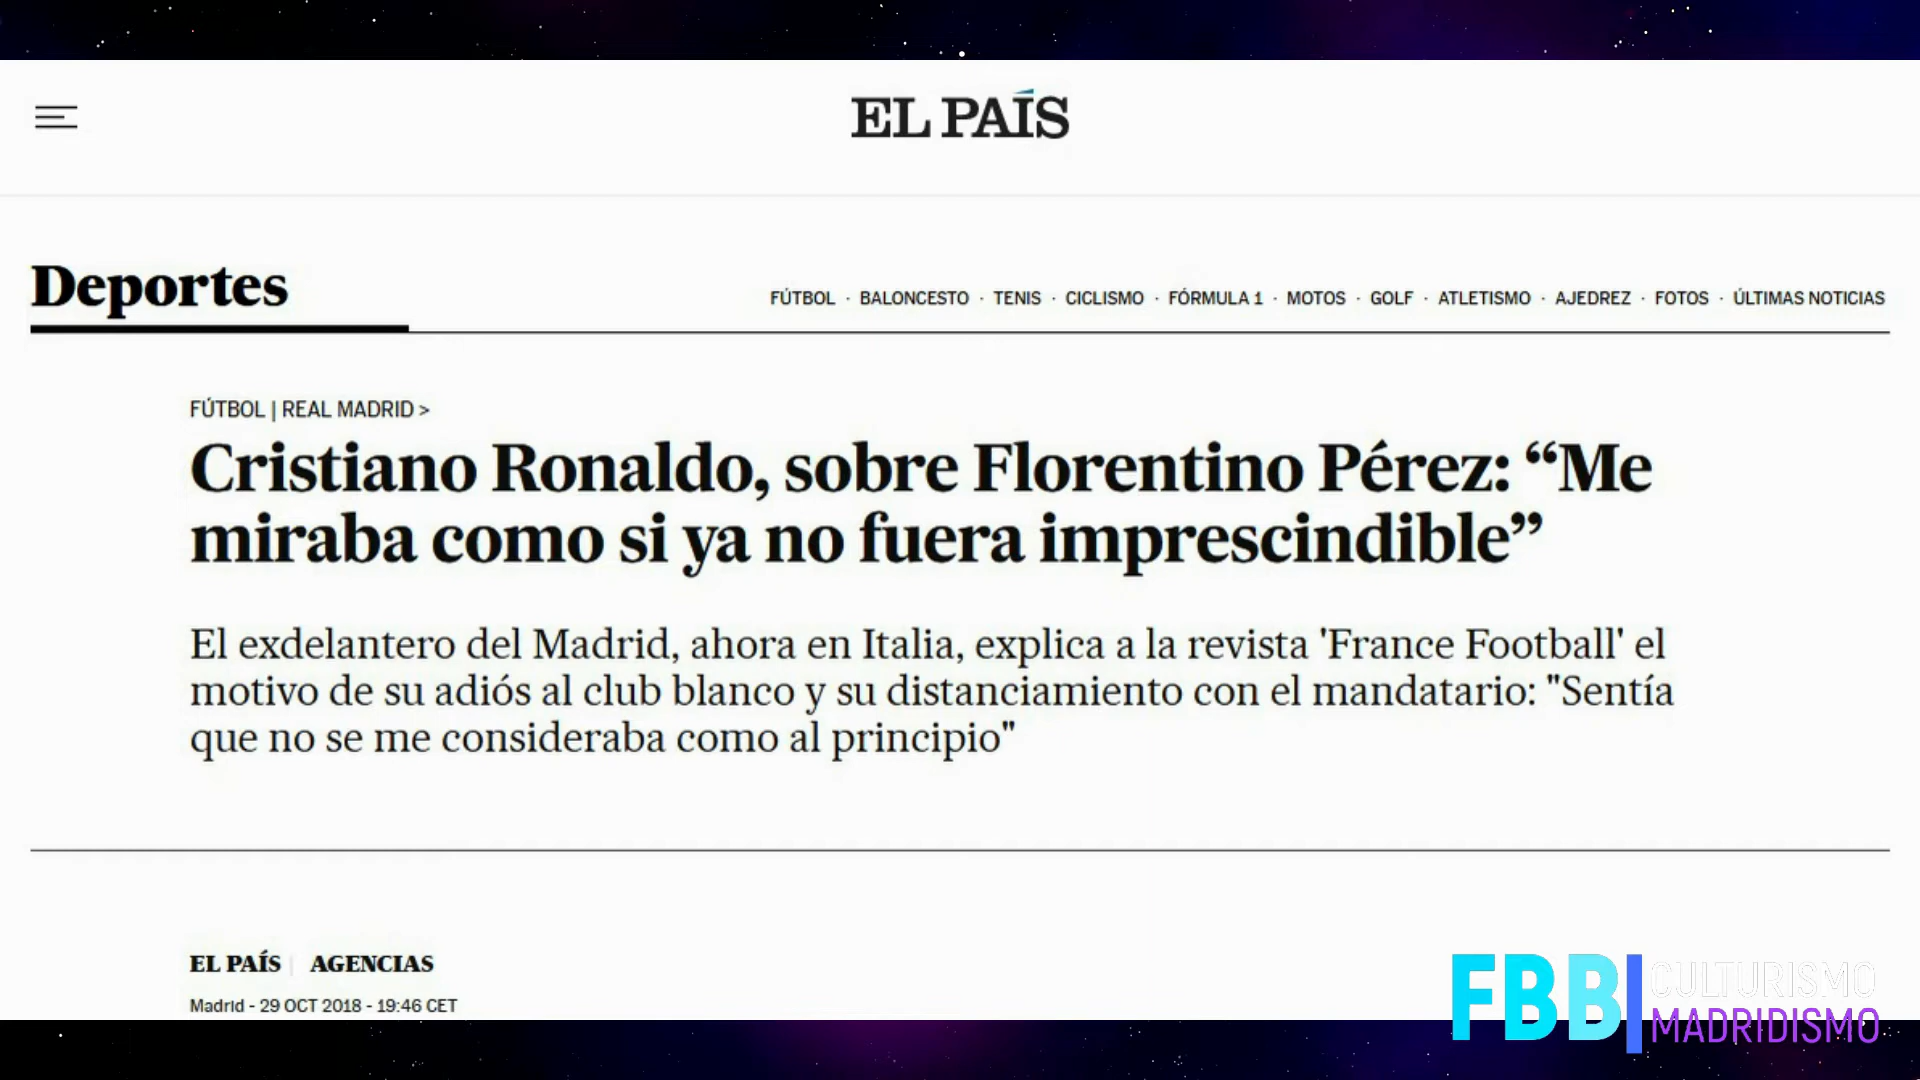 EL PAÍS
Deportes
FÚTBOL · BALONCESTO · TENIS · CICLISMO · FÓRMULA 1 · MOTOS · GOLF · ATLETISMO · AJEDREZ · FOTOS · ÚLTIMAS NOTICIAS
FÚTBOL | REAL MADRID >
Cristiano Ronaldo, sobre Florentino Pérez: “Me
miraba como si ya no fuera imprescindible”
El exdelantero del Madrid, ahora en Italia, explica a la revista 'France Football' el
motivo de su adiós al club blanco y su distanciamiento con el mandatario: "Sentía
que no se me consideraba como al principio"
EL PAÍS | AGENCIAS
Madrid - 29 OCT 2018 - 19:46 CET
FBB | CULTURISMO
MADRIDISMO